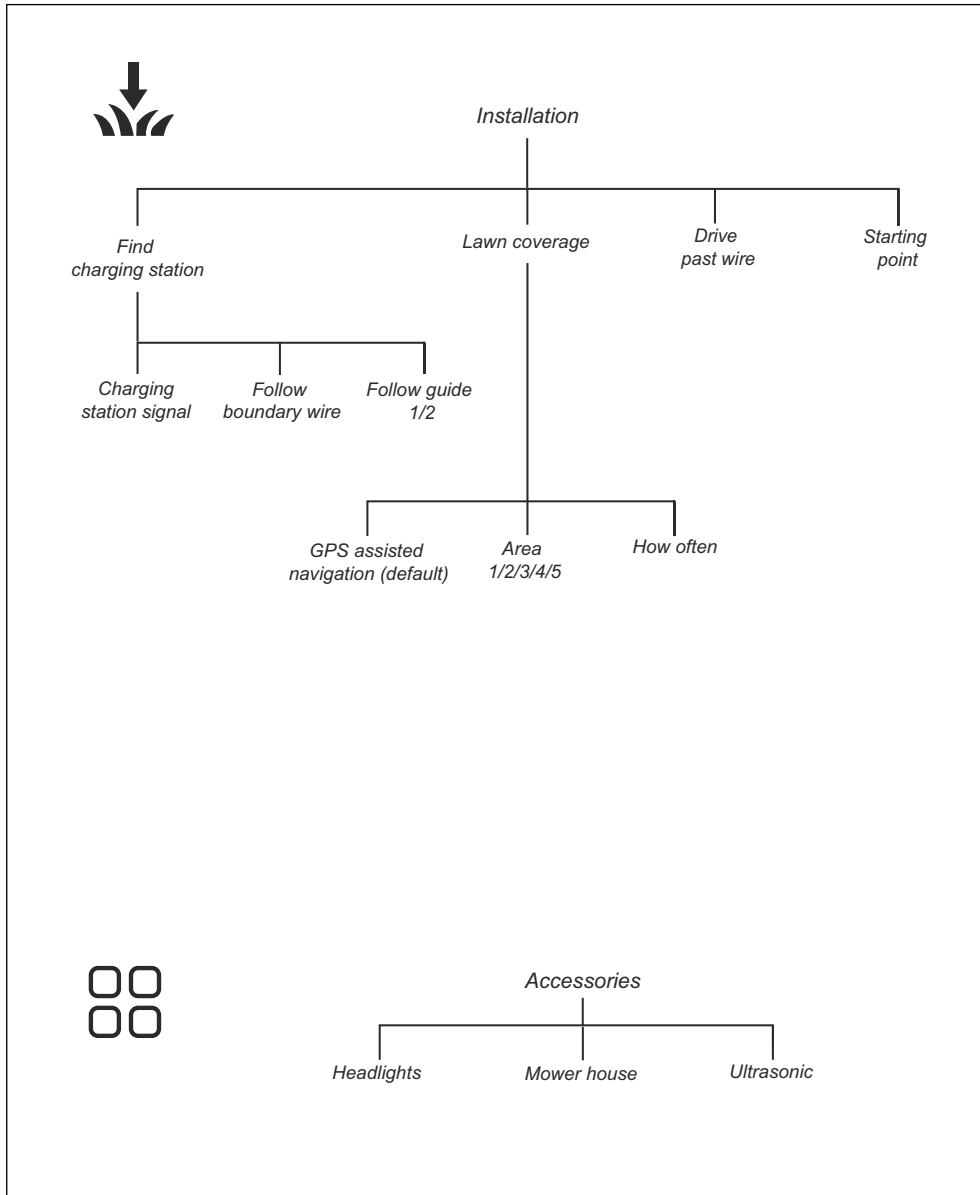 Installation
Find
charging station
Lawn coverage
Drive
past wire
Starting
point
Charging
station signal
Follow
boundary wire
Follow guide
1/2
GPS assisted
navigation (default)
Area
1/2/3/4/5
How often
Accessories
Headlights
Mower house
Ultrasonic